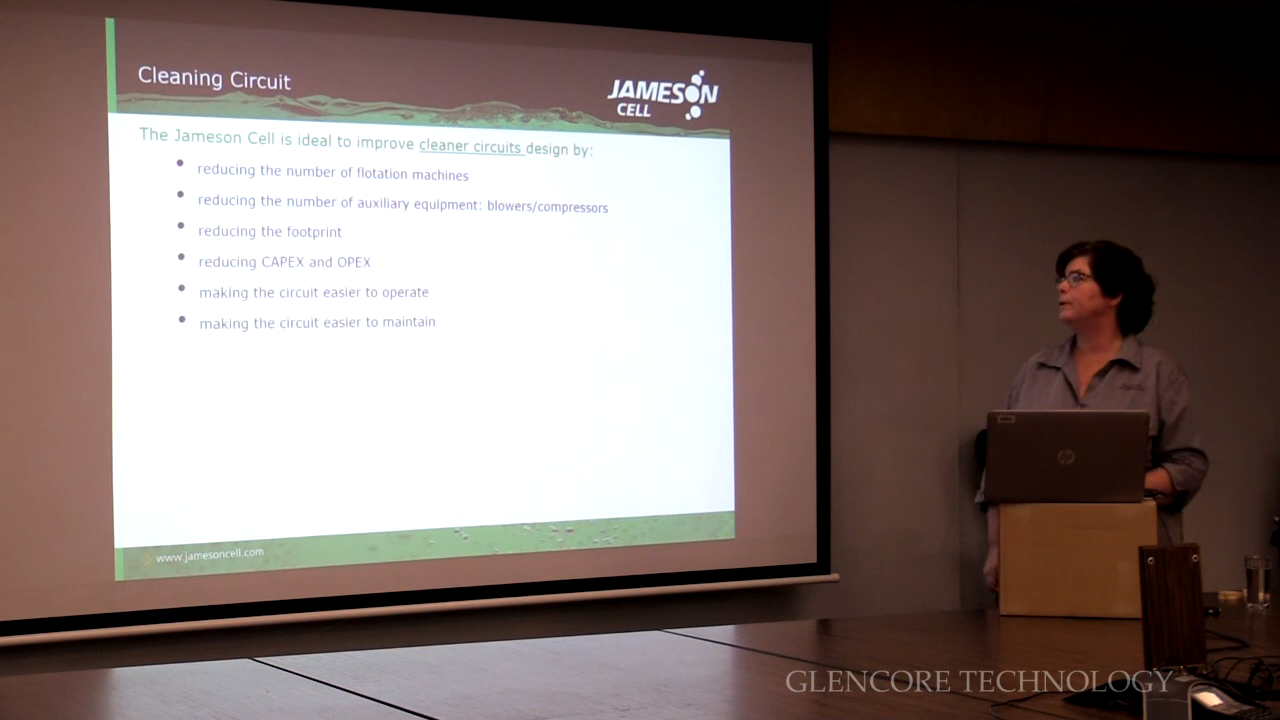 Cleaning Circuit
JAMESON
CELL
The Jameson Cell is ideal to improve cleaner circuits design by:
• reducing the number of flotation machines
• reducing the number of auxiliary equipment: blowers/compressors
• reducing the footprint
• reducing CAPEX and OPEX
• making the circuit easier to operate
• making the circuit easier to maintain
www.jamesoncell.com
hp
GLENCORE TECHNOLOGY